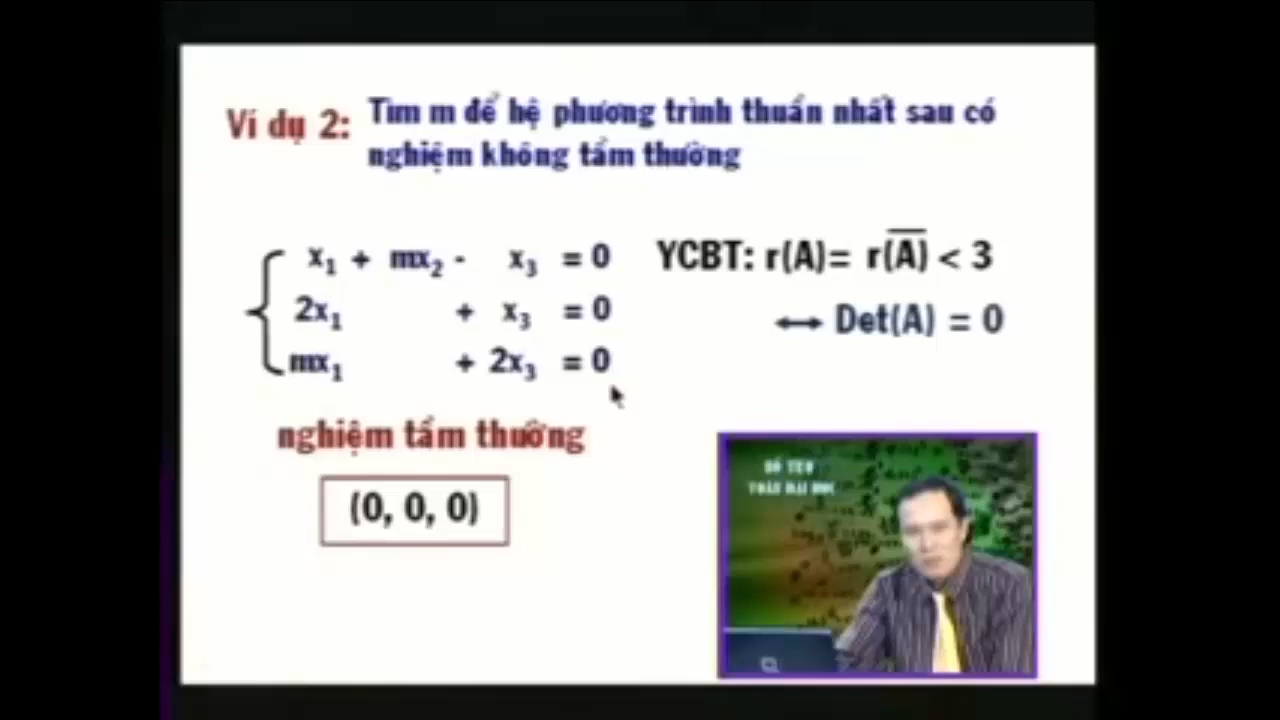 Ví dụ 2: Tìm m để hệ phương trình thuần nhất sau có
nghiệm không tầm thường
x₁ + mx₂ - x₃ = 0
2x₁ + x₃ = 0
mx₁ + 2x₃ = 0
YCBT: r(A)= r(A̅) < 3
↔ Det(A) = 0
nghiệm tầm thường
(0, 0, 0)